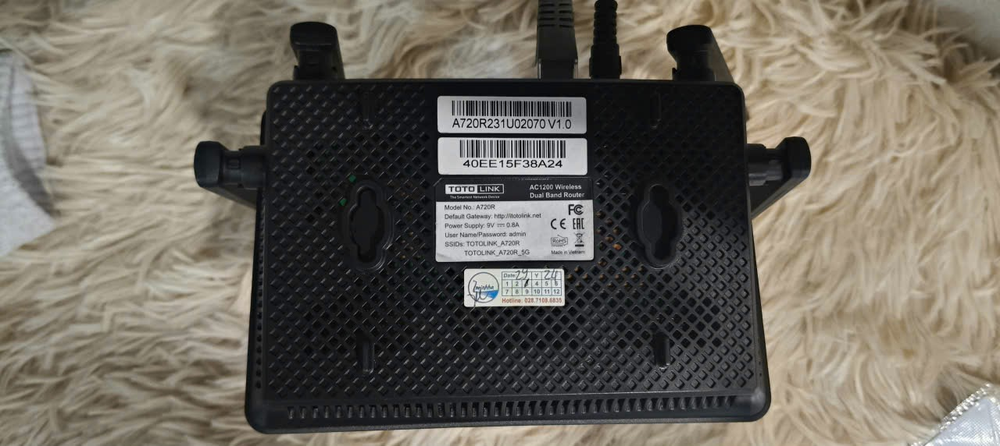 A720R231U02070 V1.0
40EE15F38A24
TOTO LINK
The Smartest Network Device
AC1200 Wireless
Dual Band Router
Model No.: A720R
Default Gateway: http://itotolink.net
Power Supply: 9V ⎓ 0.8A
User Name/Password: admin
SSIDs: TOTOLINK_A720R
TOTOLINK_A720R_5G
FC
CE EAC
RoHS
Made in Vietnam
Date: 29 Y 24
1 2 4 5 6
7 8 9 10 11 12
Hotline: 028.7108.6835